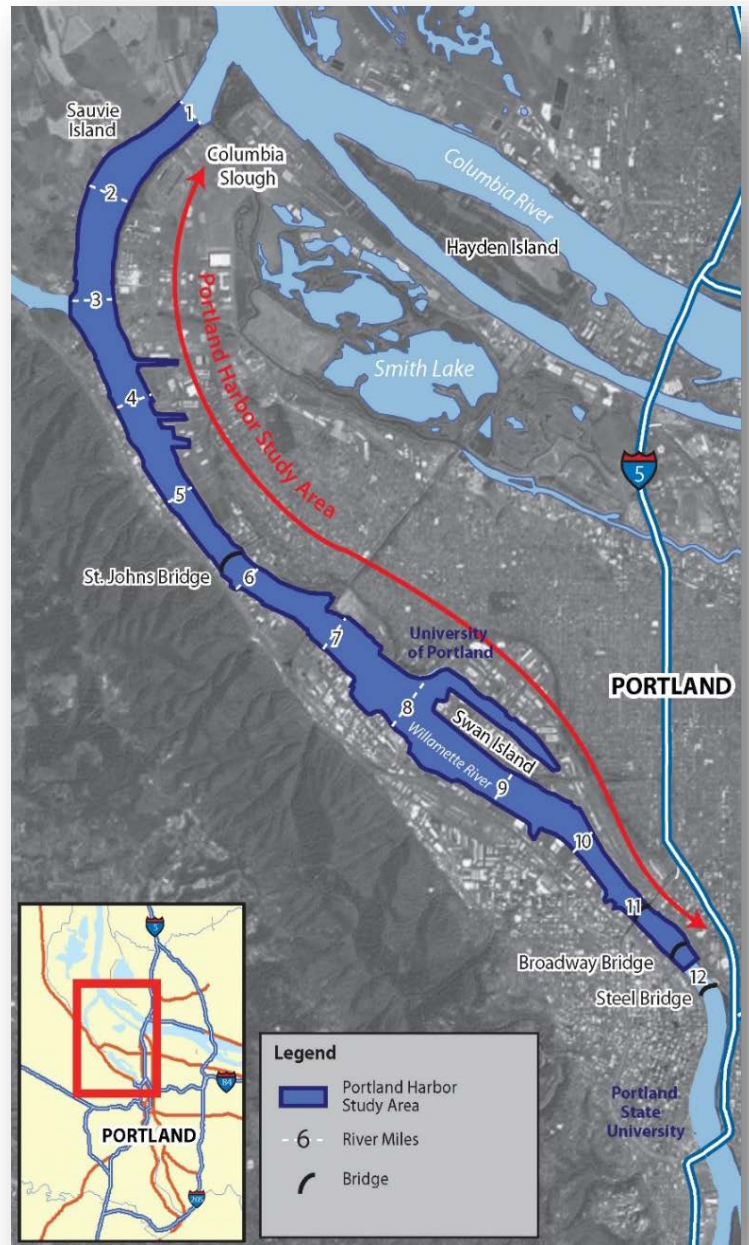 Sauvie
Island
1
Columbia
Slough
Columbia River
2
Hayden Island
3
Portland Harbor Study Area
Smith Lake
4
5
5
St. Johns Bridge
6
7
University
of Portland
PORTLAND
8
Swan Island
Willamette River
9
10
11
Broadway Bridge
12
Steel Bridge
Portland
State
University
5
84
PORTLAND
205
Legend
Portland Harbor
Study Area
6
River Miles
Bridge